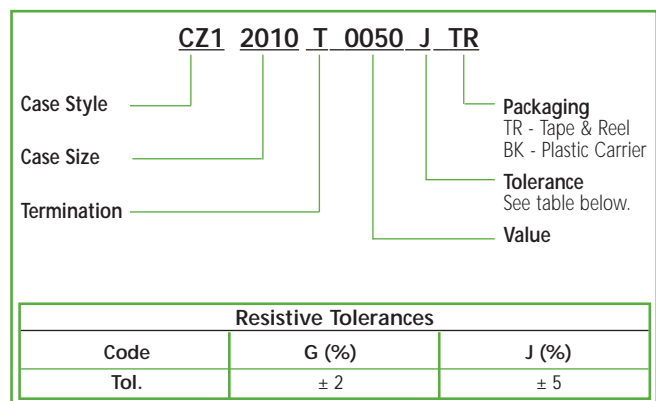 CZ1 2010 T 0050 J TR
Case Style
Case Size
Termination
Packaging
TR - Tape & Reel
BK - Plastic Carrier
Tolerance
See table below.
Value
Resistive Tolerances
Code G (%) J (%)
Tol. ± 2 ± 5